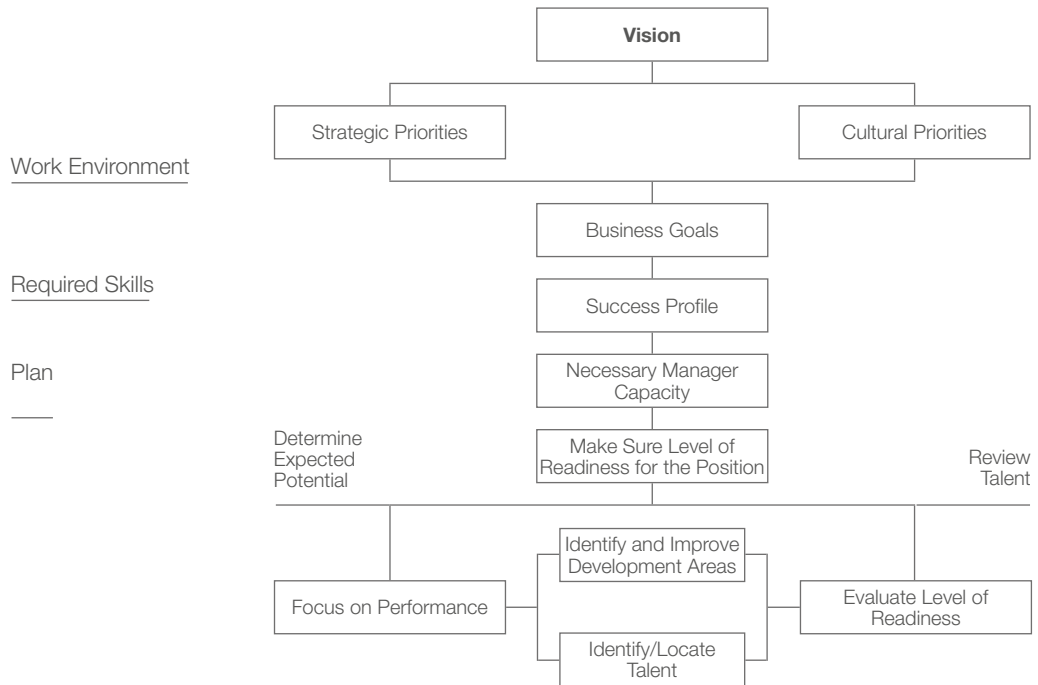 Vision
Strategic Priorities
Cultural Priorities
Work Environment
Business Goals
Required Skills
Success Profile
Plan
Necessary Manager
Capacity
Determine
Expected
Potential
Make Sure Level of
Readiness for the Position
Review
Talent
Identify and Improve
Development Areas
Focus on Performance
Evaluate Level of
Readiness
Identify/Locate
Talent